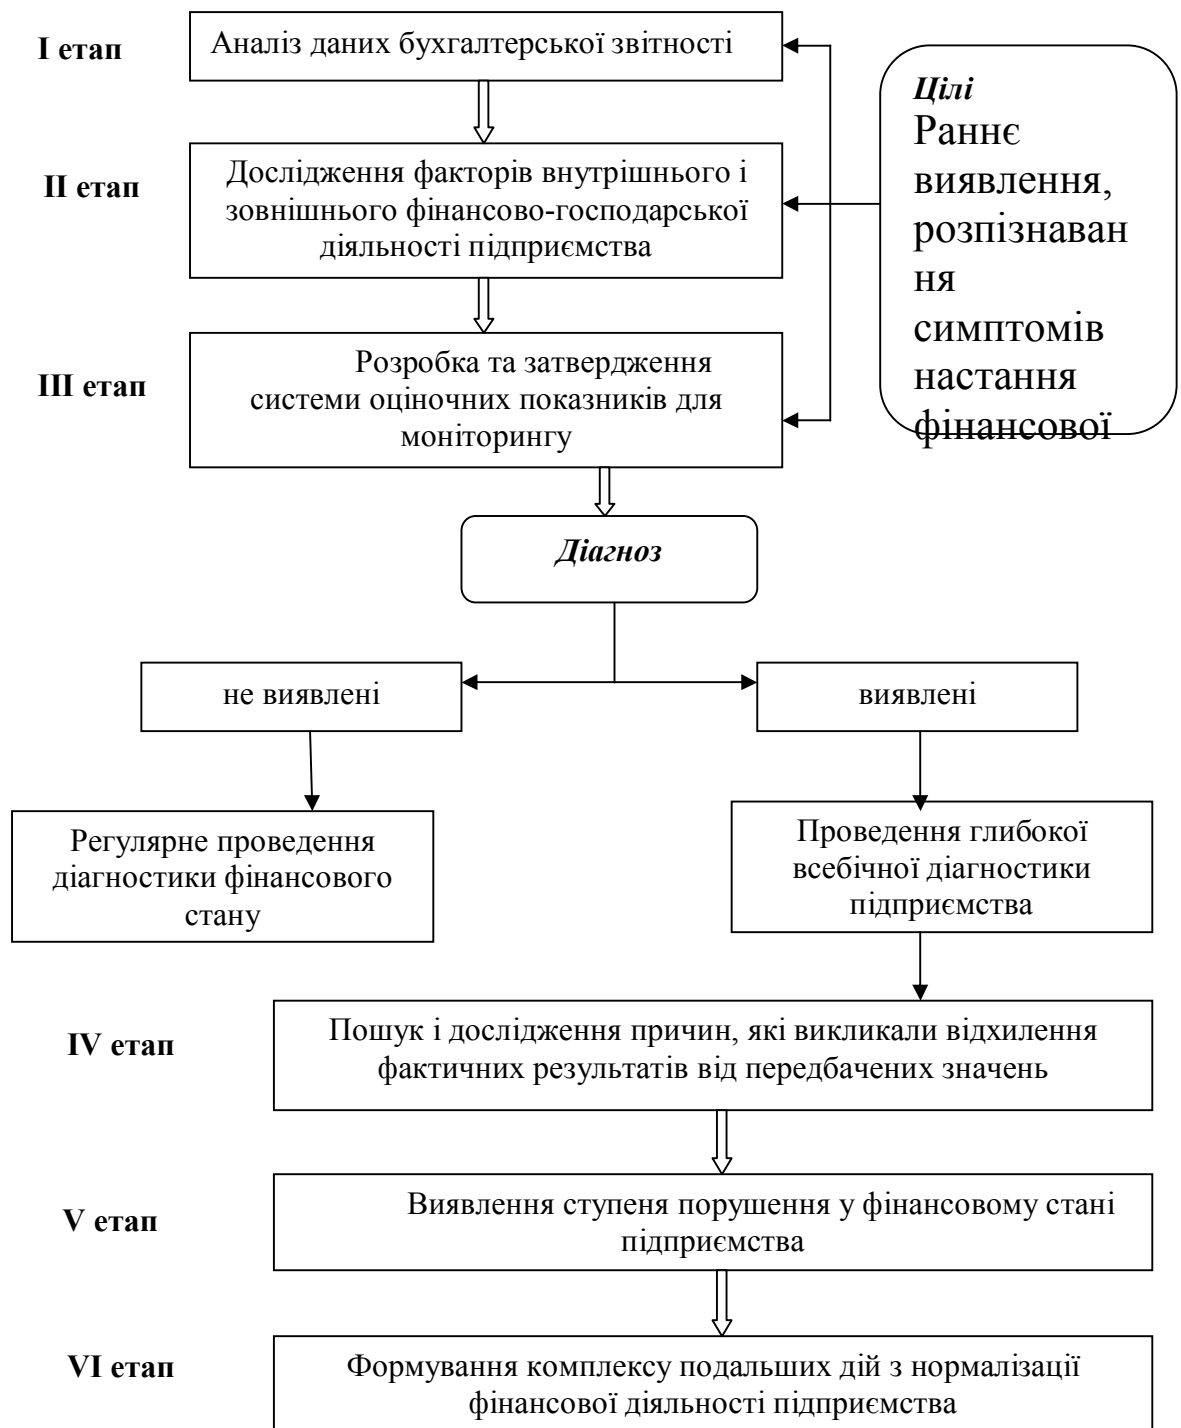 І етап
Аналіз даних бухгалтерської звітності
Цілі
Раннє
виявлення,
розпізнаван
ня
симптомів
настання
фінансової
ІІ етап
Дослідження факторів внутрішнього і
зовнішнього фінансово-господарської
діяльності підприємства
ІІІ етап
Розробка та затвердження
системи оціночних показників для
моніторингу
Діагноз
не виявлені
виявлені
Регулярне проведення
діагностики фінансового
стану
Проведення глибокої
всебічної діагностики
підприємства
IV етап
Пошук і дослідження причин, які викликали відхилення
фактичних результатів від передбачених значень
V етап
Виявлення ступеня порушення у фінансовому стані
підприємства
VI етап
Формування комплексу подальших дій з нормалізації
фінансової діяльності підприємства